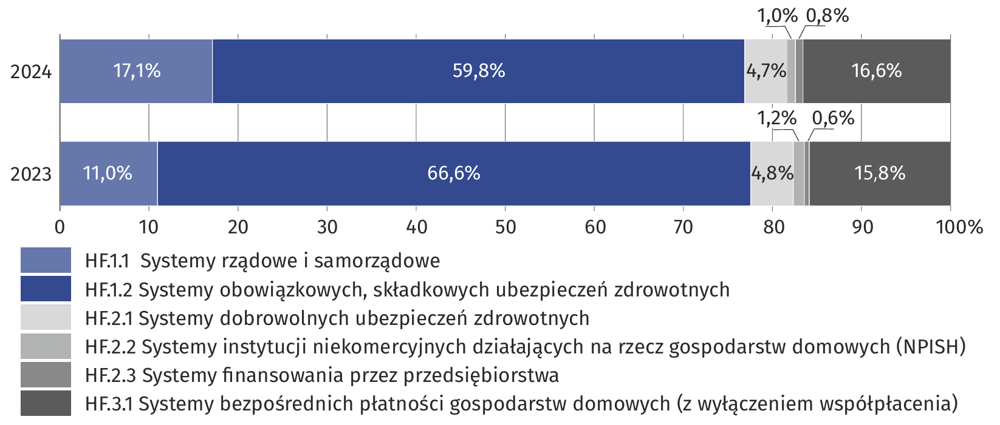 1,0% 0,8%
2024 17,1% 59,8% 4,7% 16,6%
1,2% 0,6%
2023 11,0% 66,6% 4,8% 15,8%
0 10 20 30 40 50 60 70 80 90 100%
HF.1.1 Systemy rządowe i samorządowe
HF.1.2 Systemy obowiązkowych, składkowych ubezpieczeń zdrowotnych
HF.2.1 Systemy dobrowolnych ubezpieczeń zdrowotnych
HF.2.2 Systemy instytucji niekomercyjnych działających na rzecz gospodarstw domowych (NPISH)
HF.2.3 Systemy finansowania przez przedsiębiorstwa
HF.3.1 Systemy bezpośrednich płatności gospodarstw domowych (z wyłączeniem współpłacenia)